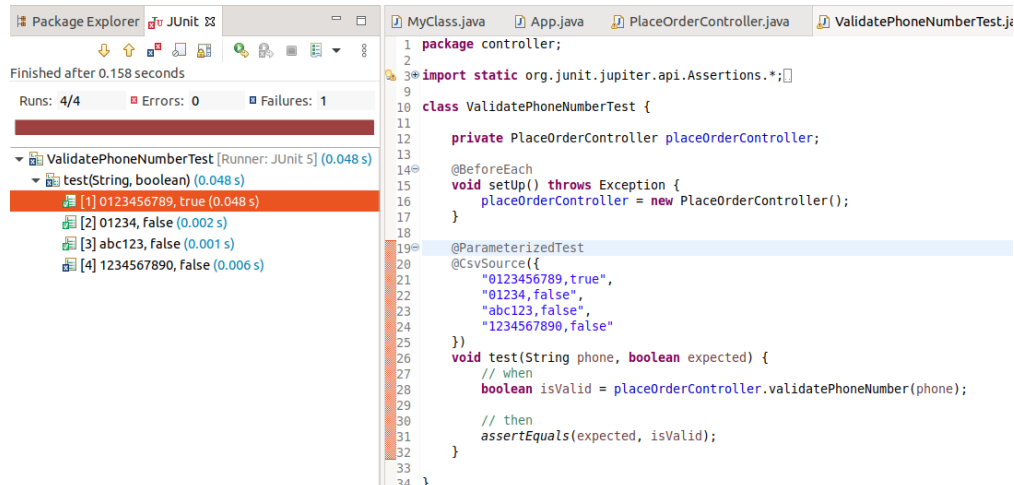 Package Explorer JUnit
Finished after 0.158 seconds
Runs: 4/4 Errors: 0 Failures: 1
ValidatePhoneNumberTest [Runner: JUnit 5] (0.048 s)
test(String, boolean) (0.048 s)
[1] 0123456789, true (0.048 s)
[2] 01234, false (0.002 s)
[3] abc123, false (0.001 s)
[4] 1234567890, false (0.006 s)
MyClass.java App.java PlaceOrderController.java ValidatePhoneNumberTest.ja
1 package controller;
2
3 import static org.junit.jupiter.api.Assertions.*;
9
10 class ValidatePhoneNumberTest {
11
12 private PlaceOrderController placeOrderController;
13
14 @BeforeEach
15 void setUp() throws Exception {
16 placeOrderController = new PlaceOrderController();
17 }
18
19 @ParameterizedTest
20 @CsvSource({
21 "0123456789,true",
22 "01234,false",
23 "abc123,false",
24 "1234567890,false"
25 })
26 void test(String phone, boolean expected) {
27 // when
28 boolean isValid = placeOrderController.validatePhoneNumber(phone);
29
30 // then
31 assertEquals(expected, isValid);
32 }
33
34 }